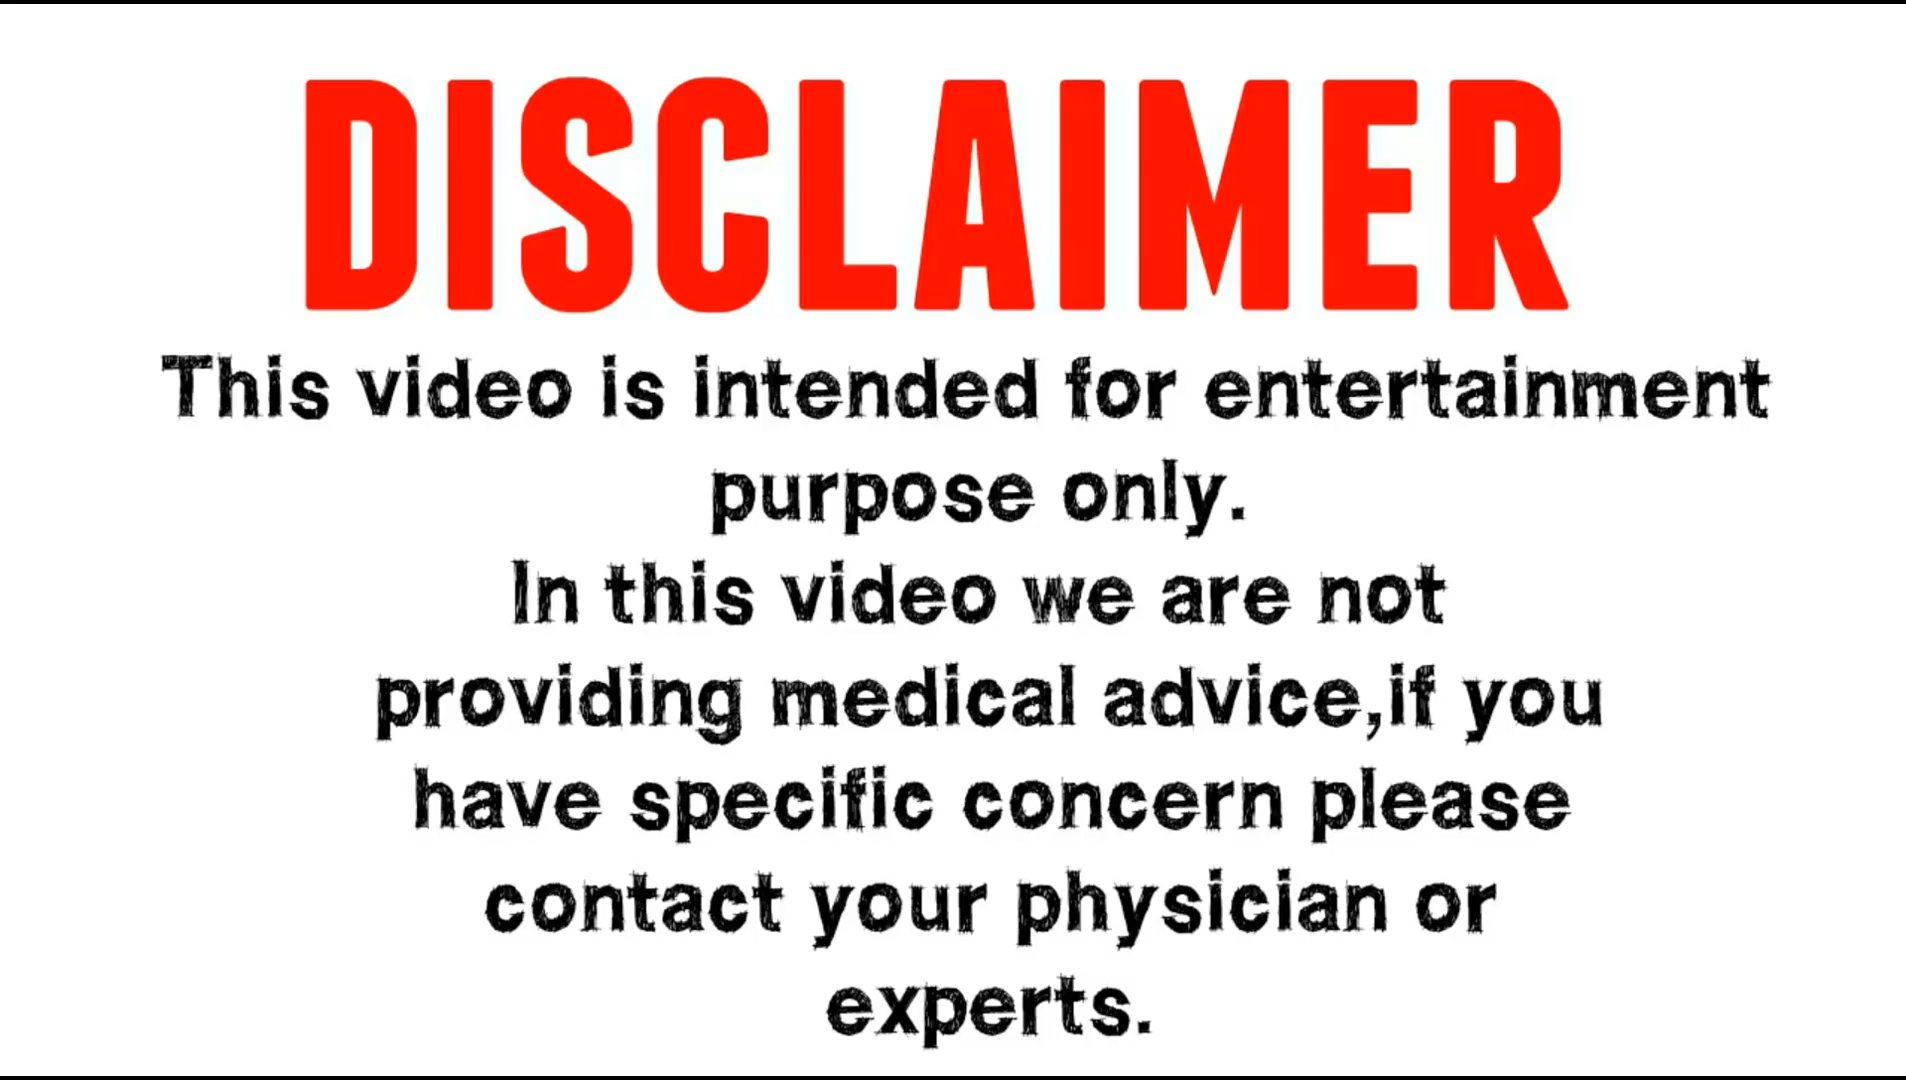 DISCLAIMER
This video is intended for entertainment
purpose only.
In this video we are not
providing medical advice,if you
have specific concern please
contact your physician or
experts.